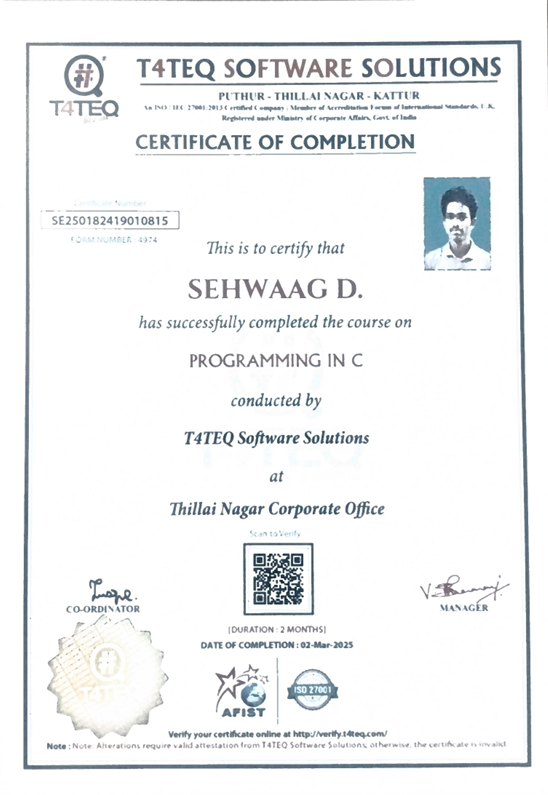 T4TEQ
T4TEQ SOFTWARE SOLUTIONS
PUTHUR - THILLAI NAGAR - KATTUR
An ISO / IEC 27001:2013 Certified Company / Member of Accreditation Forum of International Standards, U.K.
Registered under Ministry of Corporate Affairs, Govt. of India
CERTIFICATE OF COMPLETION
Certificate Number
SE250182419010815
FORM NUMBER : 4974
This is to certify that
SEHWAAG D.
has successfully completed the course on
PROGRAMMING IN C
conducted by
T4TEQ Software Solutions
at
Thillai Nagar Corporate Office
Scan to Verify
CO-ORDINATOR
MANAGER
[DURATION : 2 MONTHS]
DATE OF COMPLETION : 02-Mar-2025
T4TEQ
AFIST
ISO 27001
Verify your certificate online at http://verify.t4teq.com/
Note : Note: Alterations require valid attestation from T4TEQ Software Solutions; otherwise, the certificate is invalid.